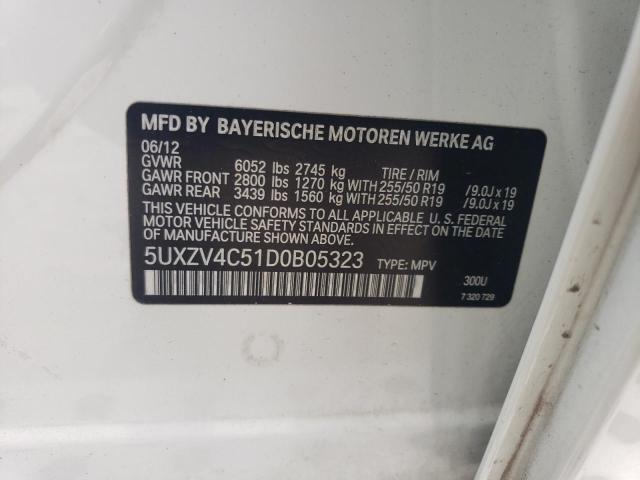 MFD BY BAYERISCHE MOTOREN WERKE AG
06/12
GVWR 6052 lbs 2745 kg TIRE / RIM
GAWR FRONT 2800 lbs 1270 kg WITH 255/50 R19 /9.0J x 19
GAWR REAR 3439 lbs 1560 kg WITH 255/50 R19 /9.0J x 19
THIS VEHICLE CONFORMS TO ALL APPLICABLE U.S. FEDERAL
MOTOR VEHICLE SAFETY STANDARDS IN EFFECT ON THE
DATE OF MANUFACTURE SHOWN ABOVE.
5UXZV4C51D0B05323 TYPE: MPV
300U
7 320 729